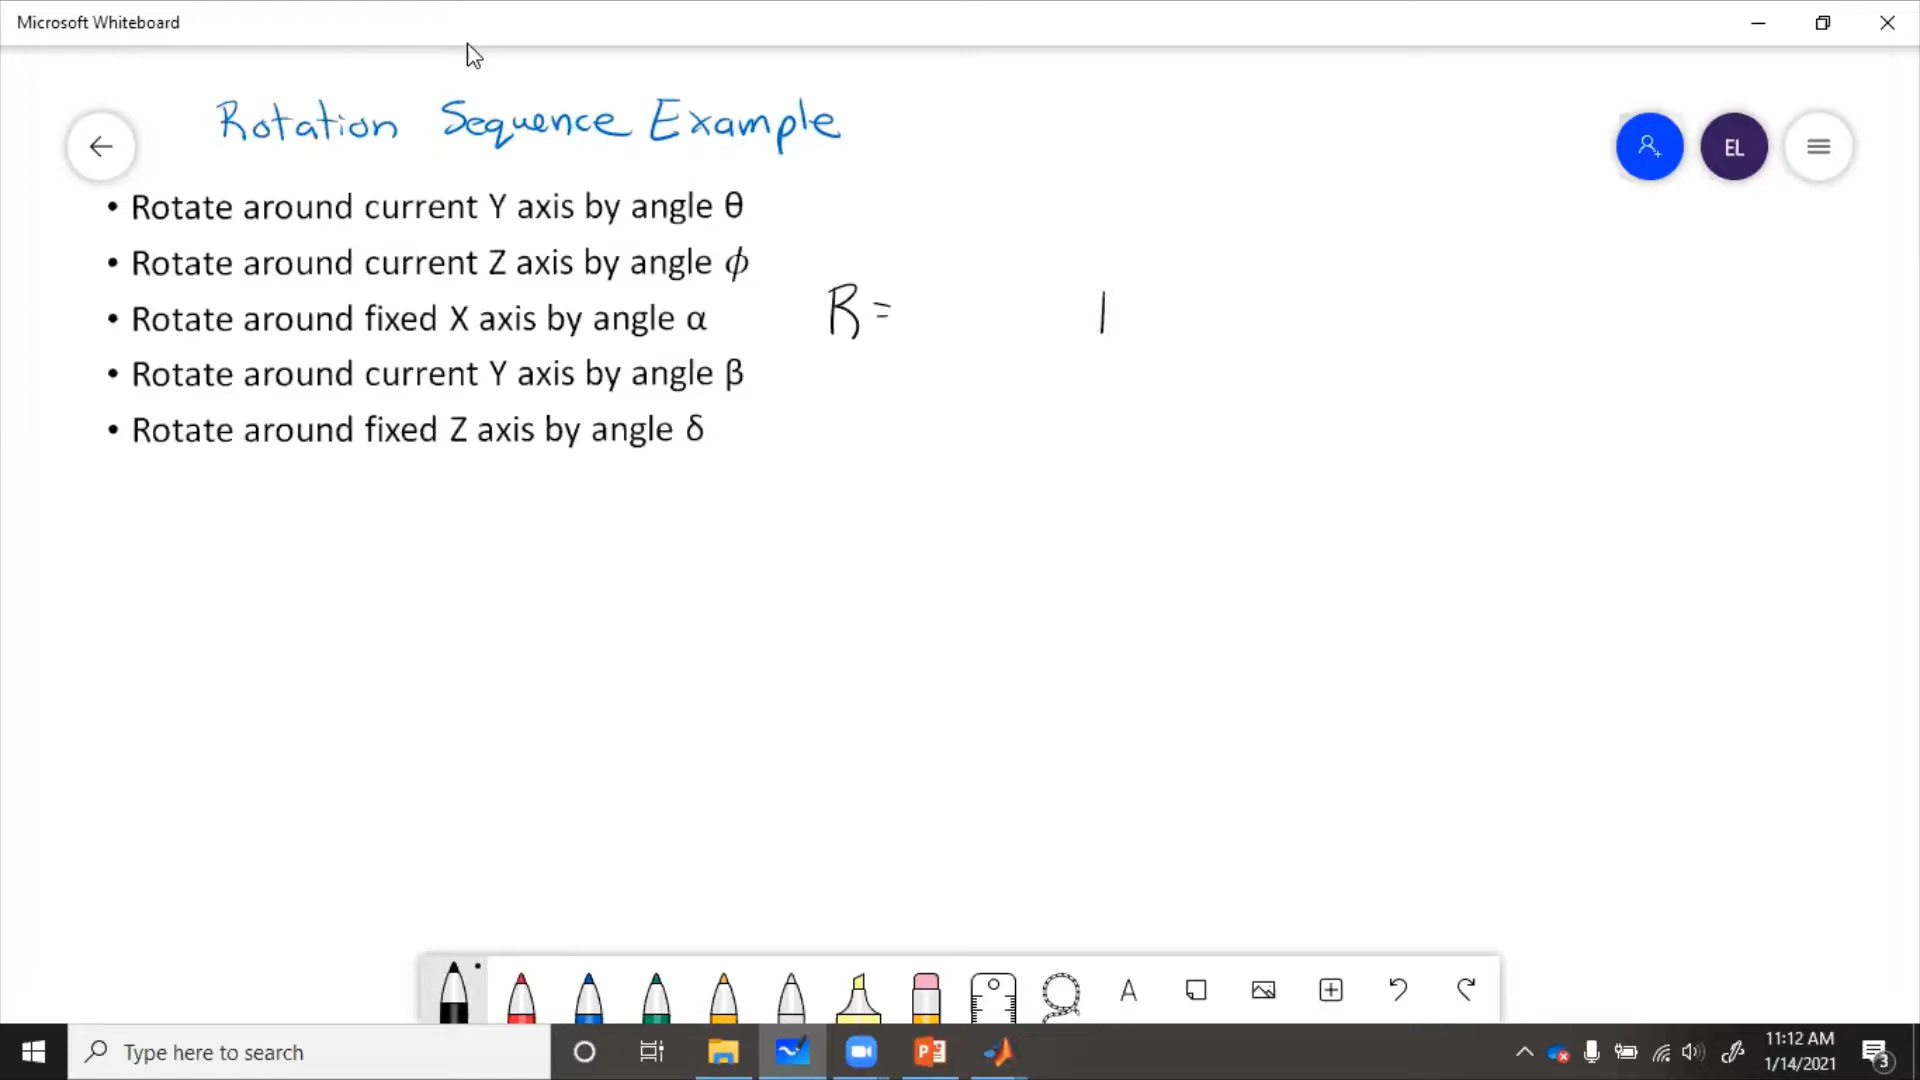 Microsoft Whiteboard
Rotation Sequence Example
EL
• Rotate around current Y axis by angle θ
• Rotate around current Z axis by angle ϕ
• Rotate around fixed X axis by angle α
R = |
• Rotate around current Y axis by angle β
• Rotate around fixed Z axis by angle δ
A
Type here to search
11:12 AM
1/14/2021
3